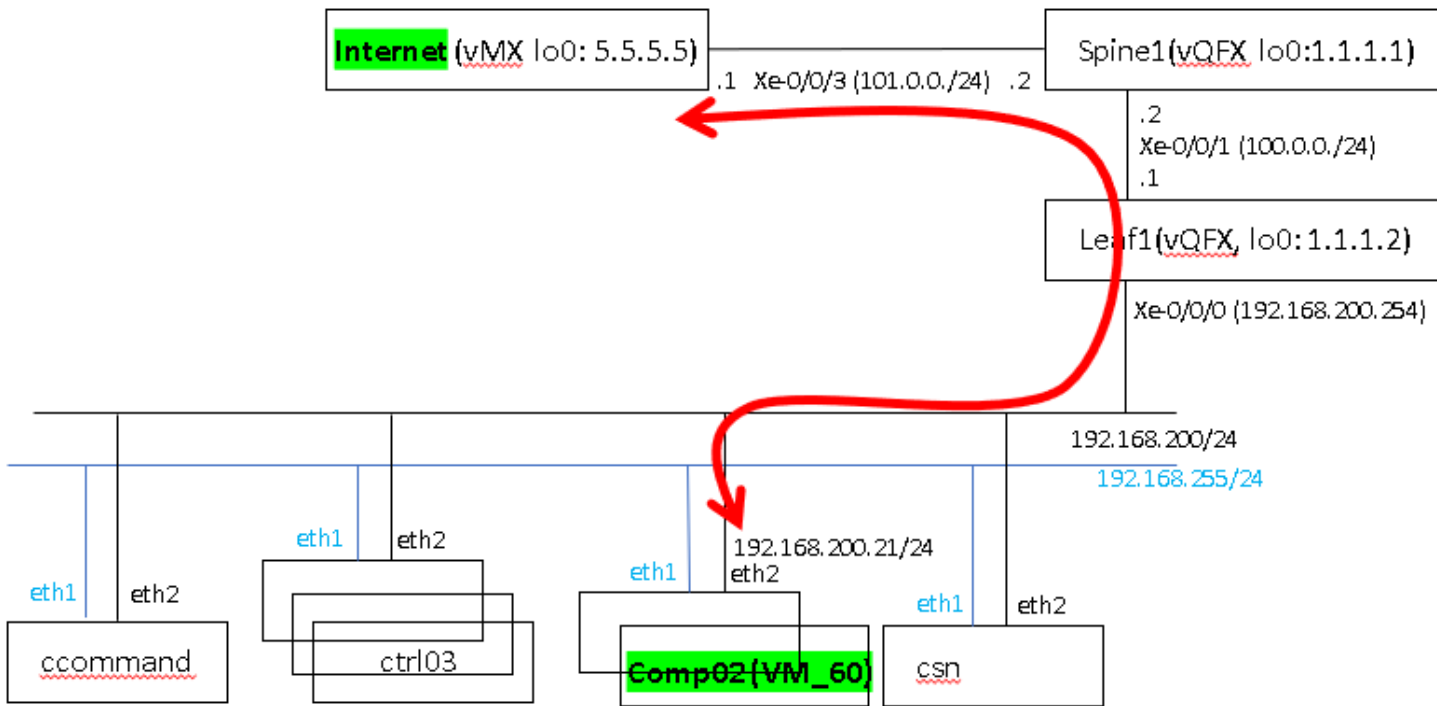 Internet (vMX lo0: 5.5.5.5)
Spine1(vQFX lo0:1.1.1.1)
.1 Xe-0/0/3 (101.0.0./24) .2
.2
Xe-0/0/1 (100.0.0./24)
.1
Leaf1(vQFX, lo0:1.1.1.2)
Xe-0/0/0 (192.168.200.254)
192.168.200/24
192.168.255/24
eth1
eth2
192.168.200.21/24
eth1
eth2
eth1
eth2
eth1
eth2
ccommand
ctrl03
Comp02(VM_60)
csn